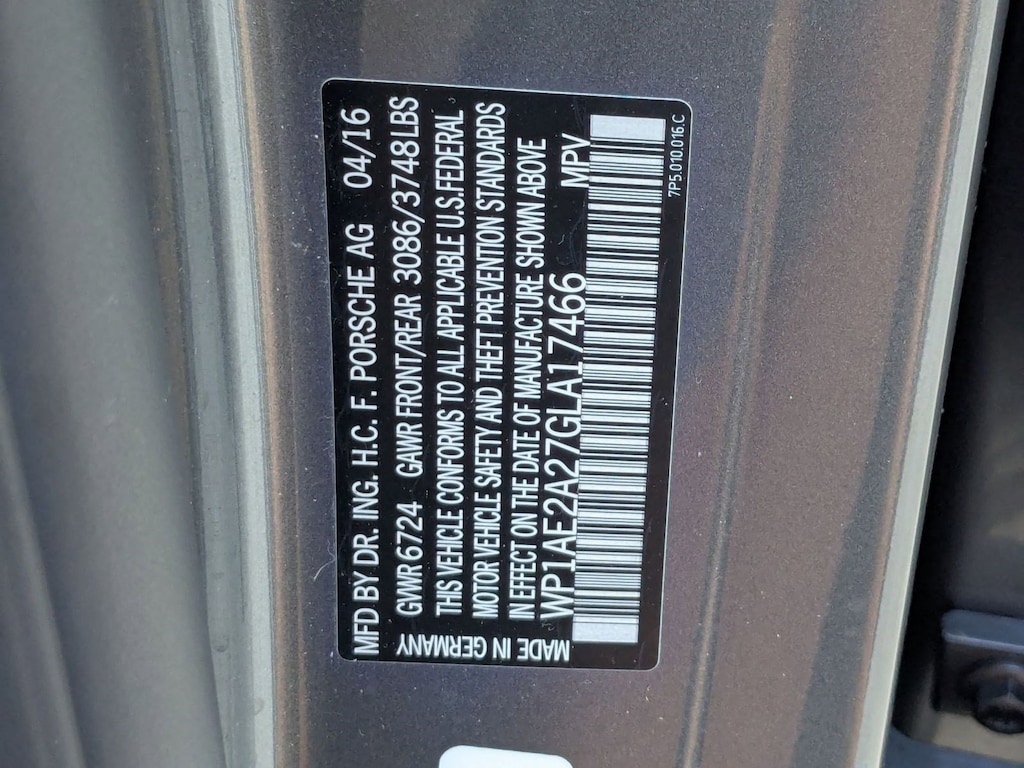 MFD BY DR. ING. H.C. F. PORSCHE AG 04/16
GWWR 6724 GAWR FRONT/REAR 3086/3748LBS
THIS VEHICLE CONFORMS TO ALL APPLICABLE U.S.FEDERAL
MOTOR VEHICLE SAFETY AND THEFT PREVENTION STANDARDS
IN EFFECT ON THE DATE OF MANUFACTURE SHOWN ABOVE
WP1AE2A27GLA17466 MPV
MADE IN GERMANY
7P5.010.016.C